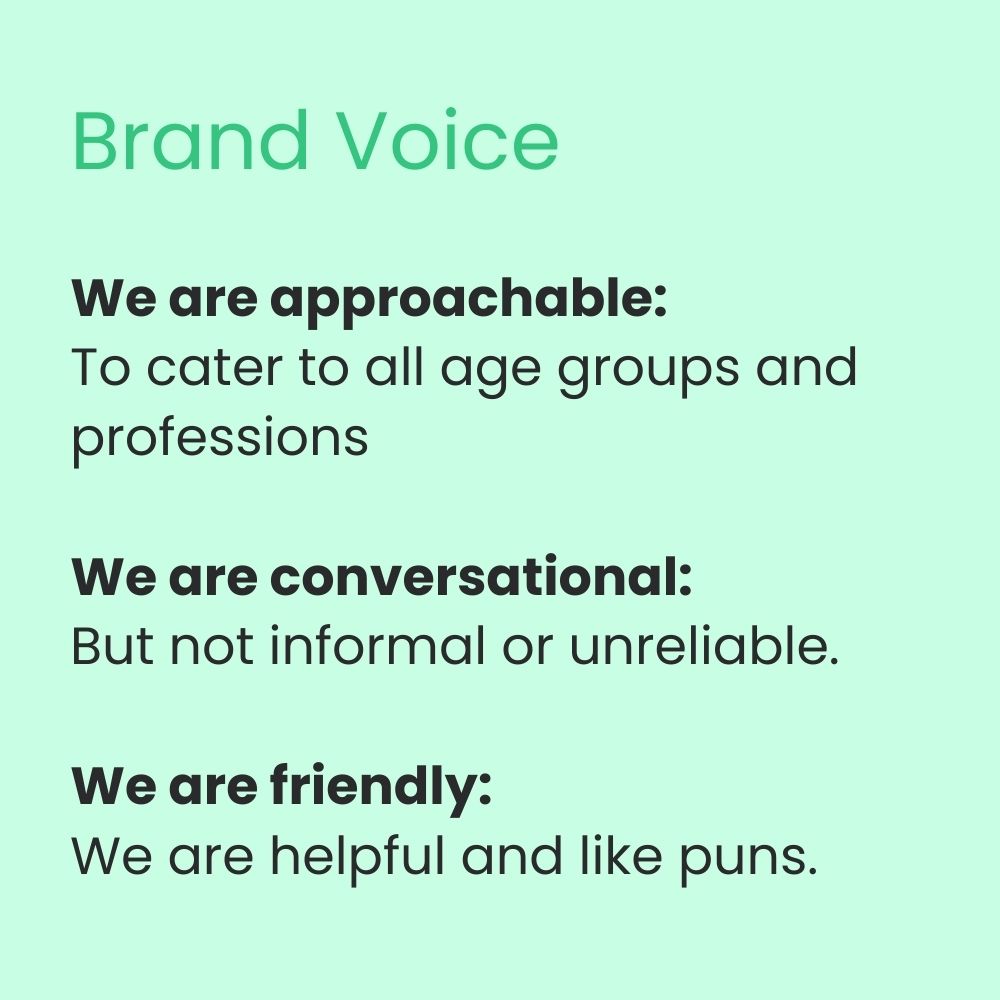 Brand Voice
We are approachable:
To cater to all age groups and
professions
We are conversational:
But not informal or unreliable.
We are friendly:
We are helpful and like puns.